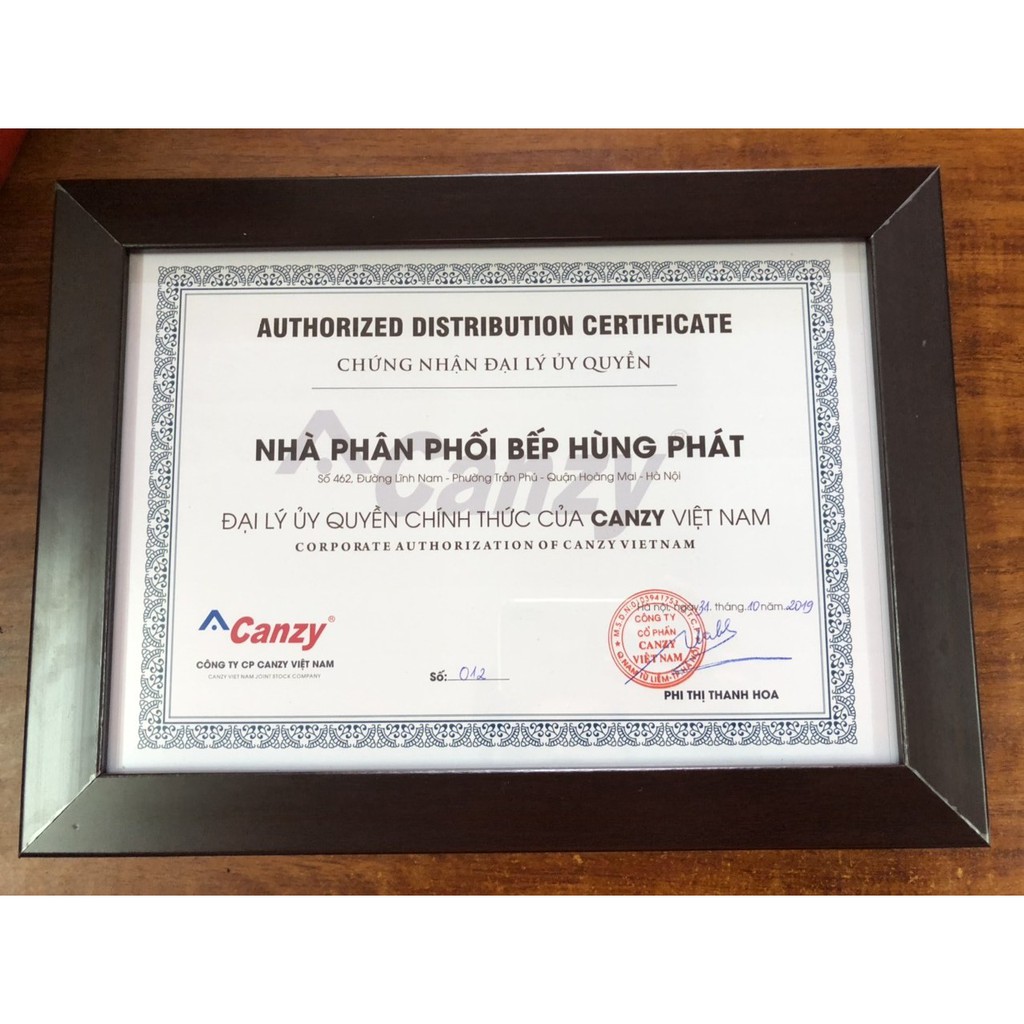 AUTHORIZED DISTRIBUTION CERTIFICATE
CHỨNG NHẬN ĐẠI LÝ ỦY QUYỀN
NHÀ PHÂN PHỐI BẾP HÙNG PHÁT
Số 462, Đường Lĩnh Nam - Phường Trần Phú - Quận Hoàng Mai - Hà Nội
ĐẠI LÝ ỦY QUYỀN CHÍNH THỨC CỦA CANZY VIỆT NAM
CORPORATE AUTHORIZATION OF CANZY VIETNAM
Hà nội, ngày 31 tháng 10 năm 2019
CÔNG TY
CỔ PHẦN
CANZY
VIỆT NAM
Canzy®
CÔNG TY CP CANZY VIỆT NAM
CANZY VIET NAM JOINT STOCK COMPANY
Số: 012
PHI THỊ THANH HOA